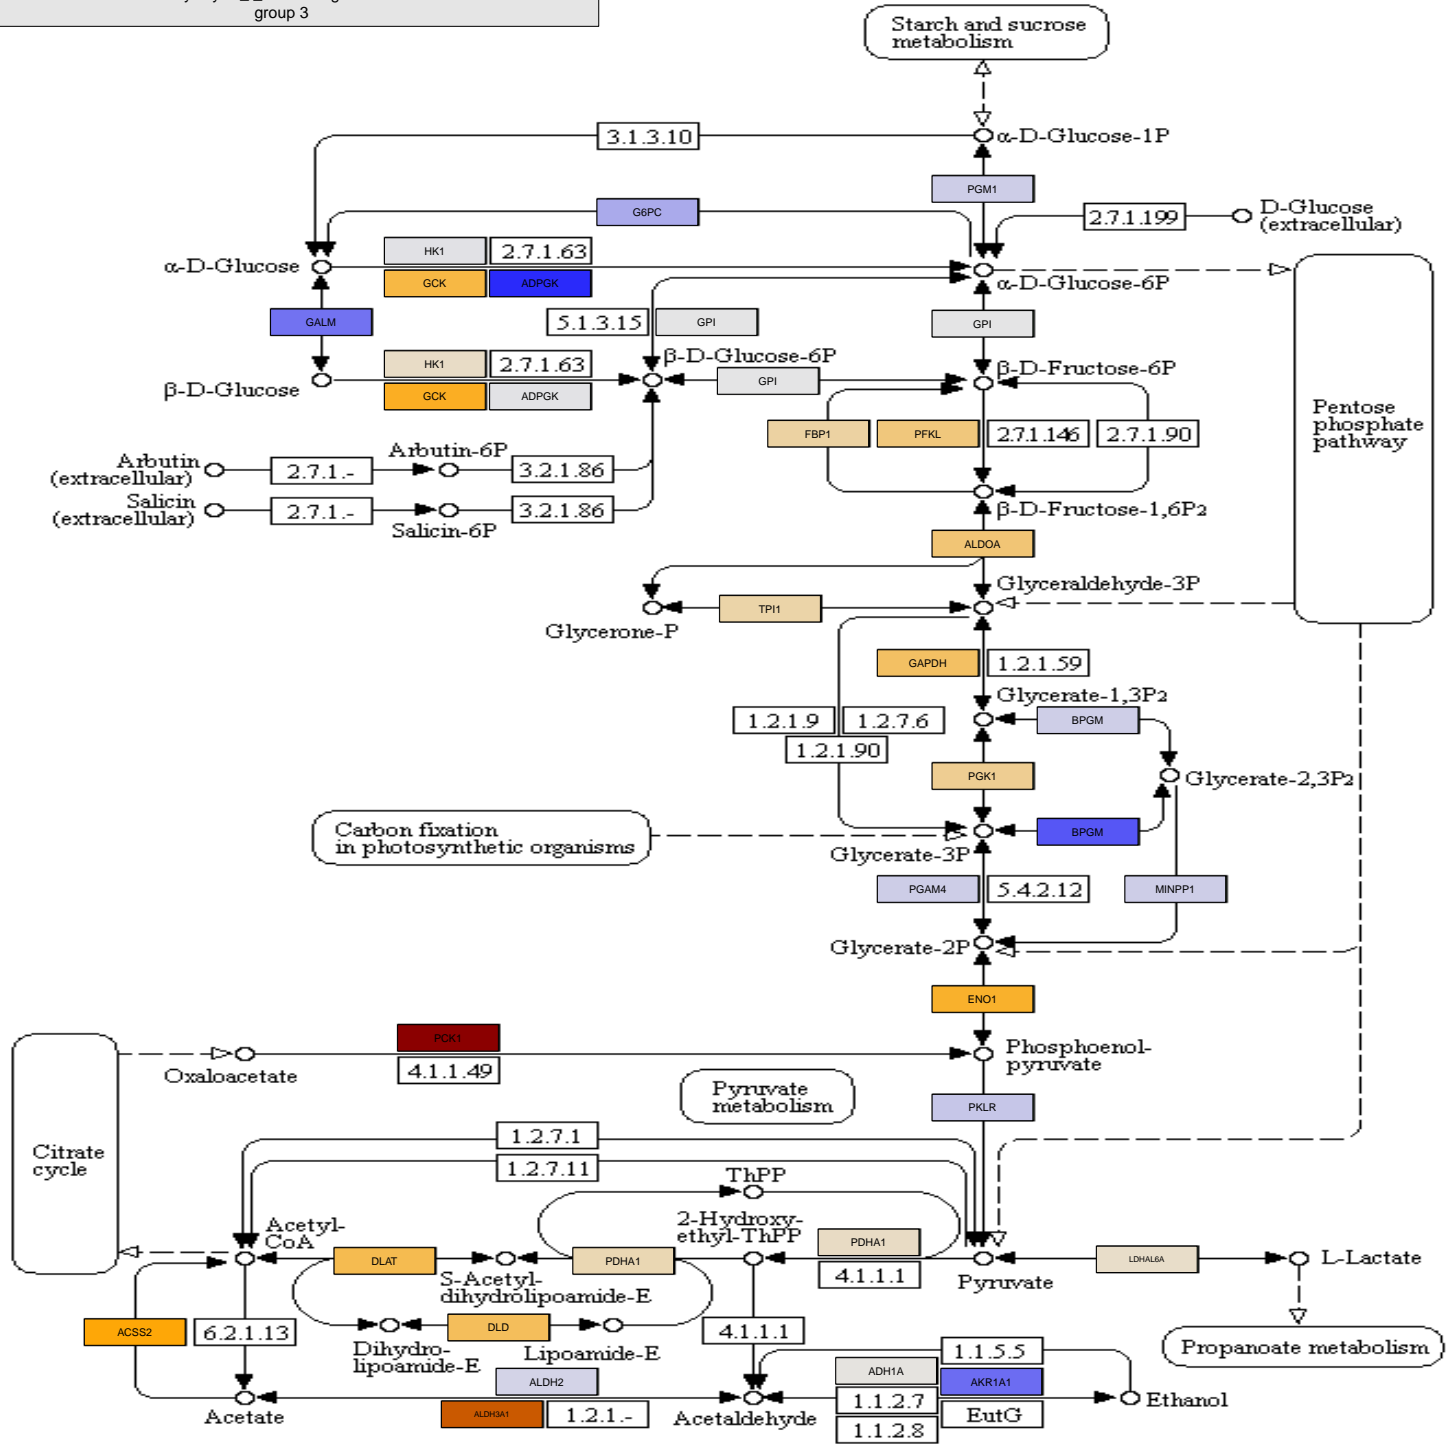 group 3
Starch and sucrose
metabolism
3.1.3.10
α-D-Glucose-1P
PGM1
G6PC
2.7.1.199
D-Glucose
(extracellular)
HK1
2.7.1.63
α-D-Glucose
GCK
ADPGK
α-D-Glucose-6P
GALM
5.1.3.15
GPI
GPI
HK1
2.7.1.63
β-D-Glucose-6P
β-D-Glucose
GCK
ADPGK
GPI
β-D-Fructose-6P
Pentose
phosphate
pathway
FBP1
PFKL
2.7.1.146
2.7.1.90
Arbutin
(extracellular)
2.7.1.-
Arbutin-6P
3.2.1.86
Salicin
(extracellular)
2.7.1.-
Salicin-6P
3.2.1.86
β-D-Fructose-1,6P2
ALDOA
Glyceraldehyde-3P
TPI1
Glycerone-P
GAPDH
1.2.1.59
Glycerate-1,3P2
1.2.1.9
1.2.7.6
BPGM
1.2.1.90
PGK1
Glycerate-2,3P2
Carbon fixation
in photosynthetic organisms
BPGM
Glycerate-3P
PGAM4
5.4.2.12
MINPP1
Glycerate-2P
ENO1
PCK1
Oxaloacetate
4.1.1.49
Phosphoenol-
pyruvate
Pyruvate
metabolism
PKLR
Citrate
cycle
1.2.7.1
1.2.7.11
ThPP
Acetyl-
CoA
2-Hydroxy-
ethyl-ThPP
PDHA1
DLAT
S-Acetyl-
dihydrolipoamide-E
PDHA1
4.1.1.1
Pyruvate
LDHAL6A
L-Lactate
ACSS2
6.2.1.13
DLD
4.1.1.1
Dihydro-
lipoamide-E
Lipoamide-E
Propanoate metabolism
1.1.5.5
ALDH2
ADH1A
AKR1A1
Acetate
ALDH3A1
1.2.1.-
Acetaldehyde
1.1.2.7
EutG
Ethanol
1.1.2.8